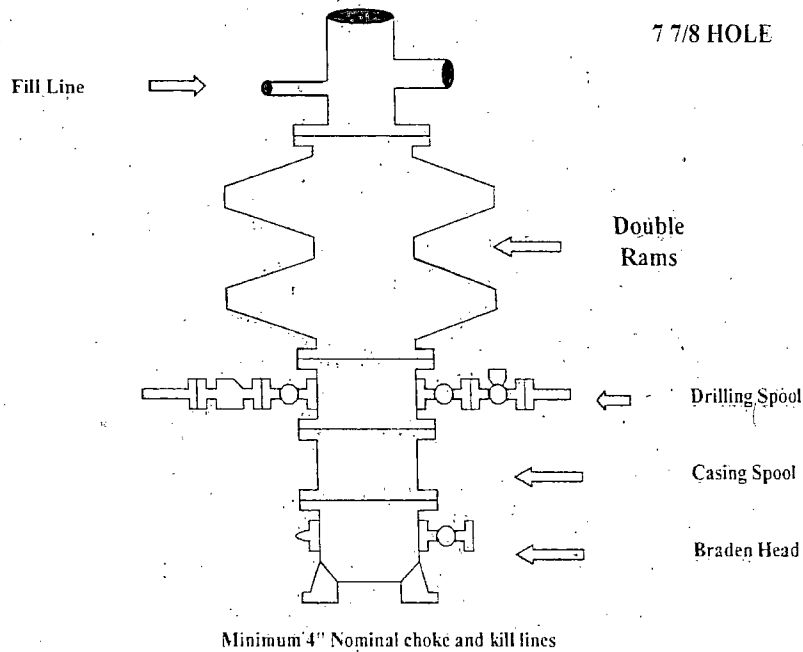 7 7/8 HOLE
Fill Line
Double
Rams
Drilling Spool
Casing Spool
Braden Head
Minimum 4" Nominal choke and kill lines